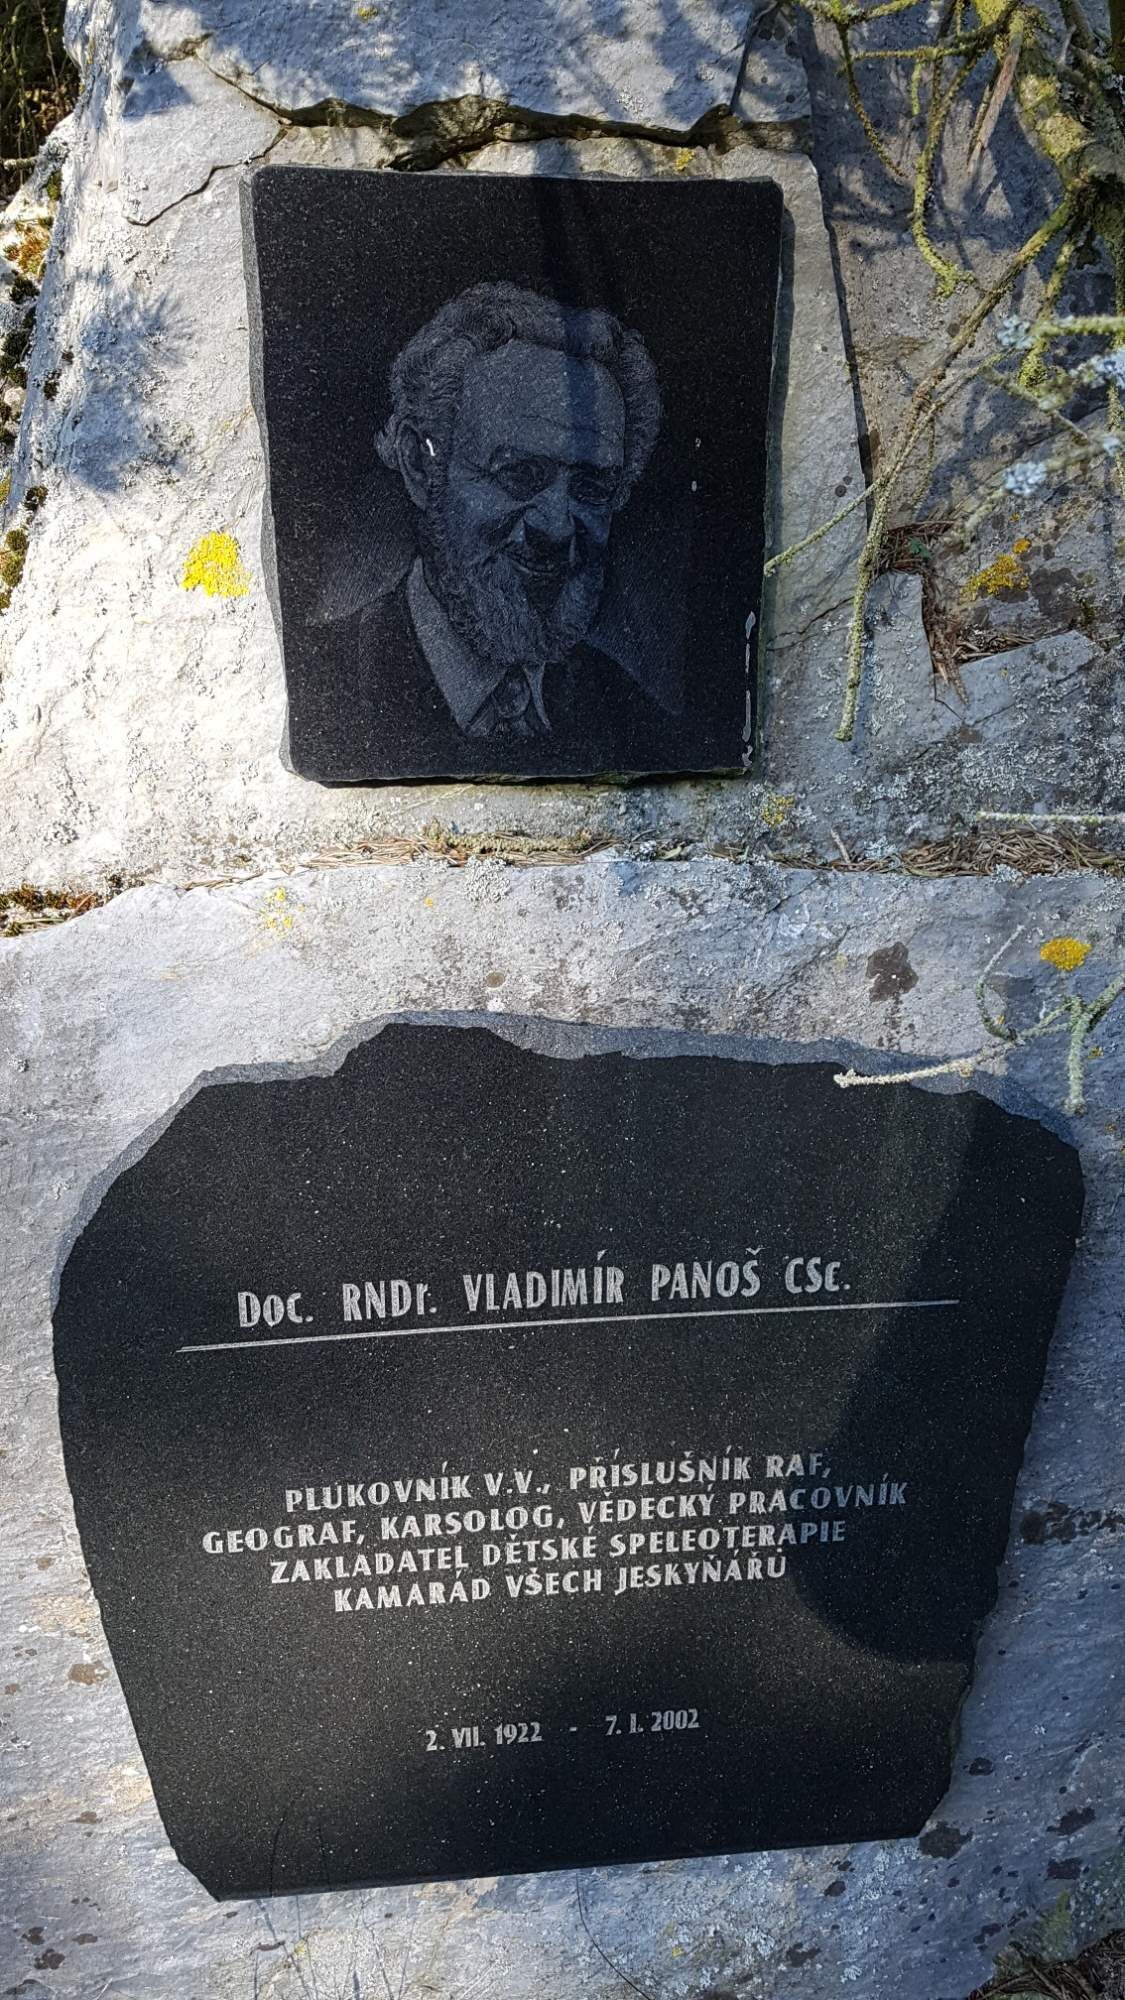 Doc. RNDr. VLADIMÍR PANOŠ CSc.
PLUKOVNÍK V.V., PŘÍSLUŠNÍK RAF,
GEOGRAF, KARSOLOG, VĚDECKÝ PRACOVNÍK
ZAKLADATEL DĚTSKÉ SPELEOTERAPIE
KAMARÁD VŠECH JESKYŇÁŘŮ
2. VII. 1922 - 7. I. 2002